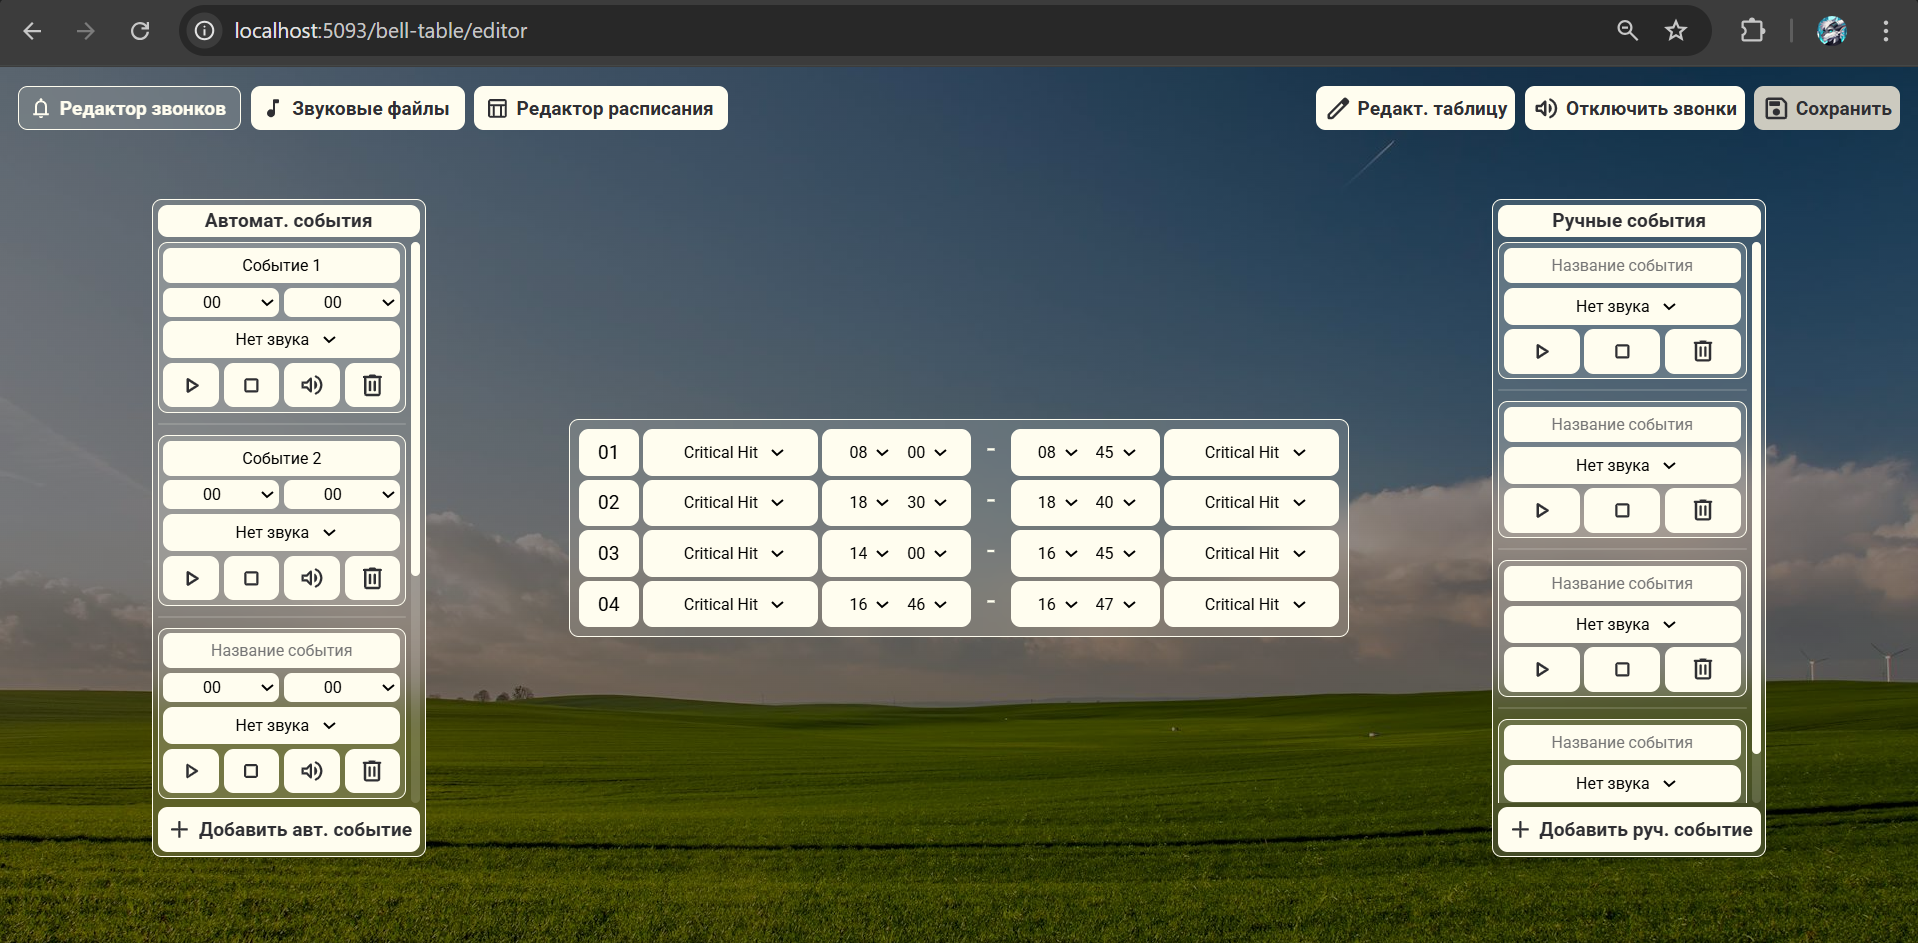 localhost:5093/bell-table/editor
Редактор звонков
Звуковые файлы
Редактор расписания
Редакт. таблицу
Отключить звонки
Сохранить
Автомат. события
Событие 1
00 00
Нет звука
Событие 2
00 00
Нет звука
Название события
00 00
Нет звука
Добавить авт. событие
01 Critical Hit 08 00 - 08 45 Critical Hit
02 Critical Hit 18 30 - 18 40 Critical Hit
03 Critical Hit 14 00 - 16 45 Critical Hit
04 Critical Hit 16 46 - 16 47 Critical Hit
Ручные события
Название события
Нет звука
Название события
Нет звука
Название события
Нет звука
Название события
Нет звука
Добавить руч. событие